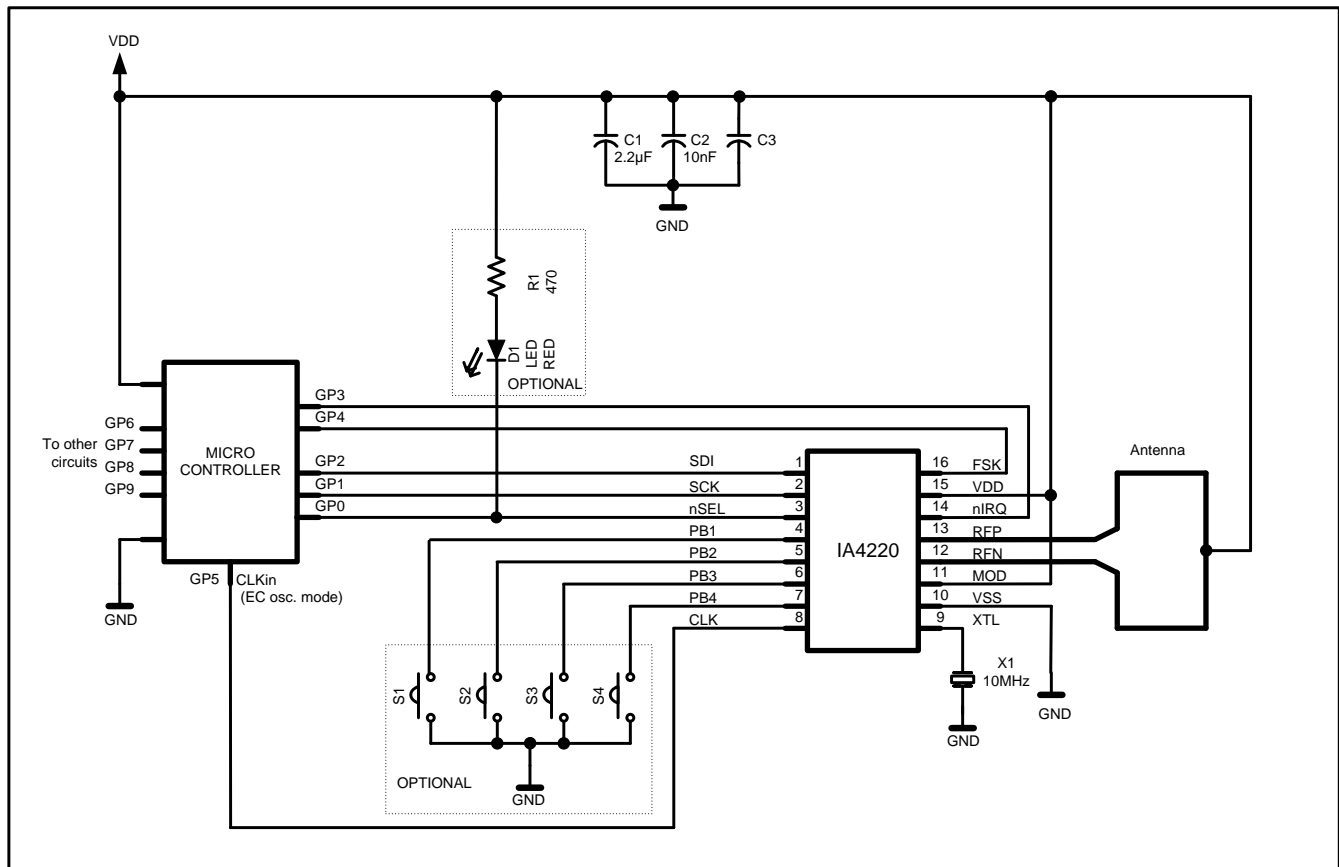 VDD
C1
2.2µF
C2
10nF
C3
GND
R1
470
D1
LED
RED
OPTIONAL
GP3
GP4
GP6
To other
circuits
GP7
GP8
GP9
MICRO
CONTROLLER
GP2
GP1
GP0
SDI
SCK
nSEL
PB1
PB2
PB3
PB4
CLK
1
2
3
4
5
6
7
8
IA4220
16
15
14
13
12
11
10
9
FSK
VDD
nIRQ
RFP
RFN
MOD
VSS
XTL
Antenna
GP5
CLKin
(EC osc. mode)
GND
S1
S2
S3
S4
OPTIONAL
GND
X1
10MHz
GND
GND